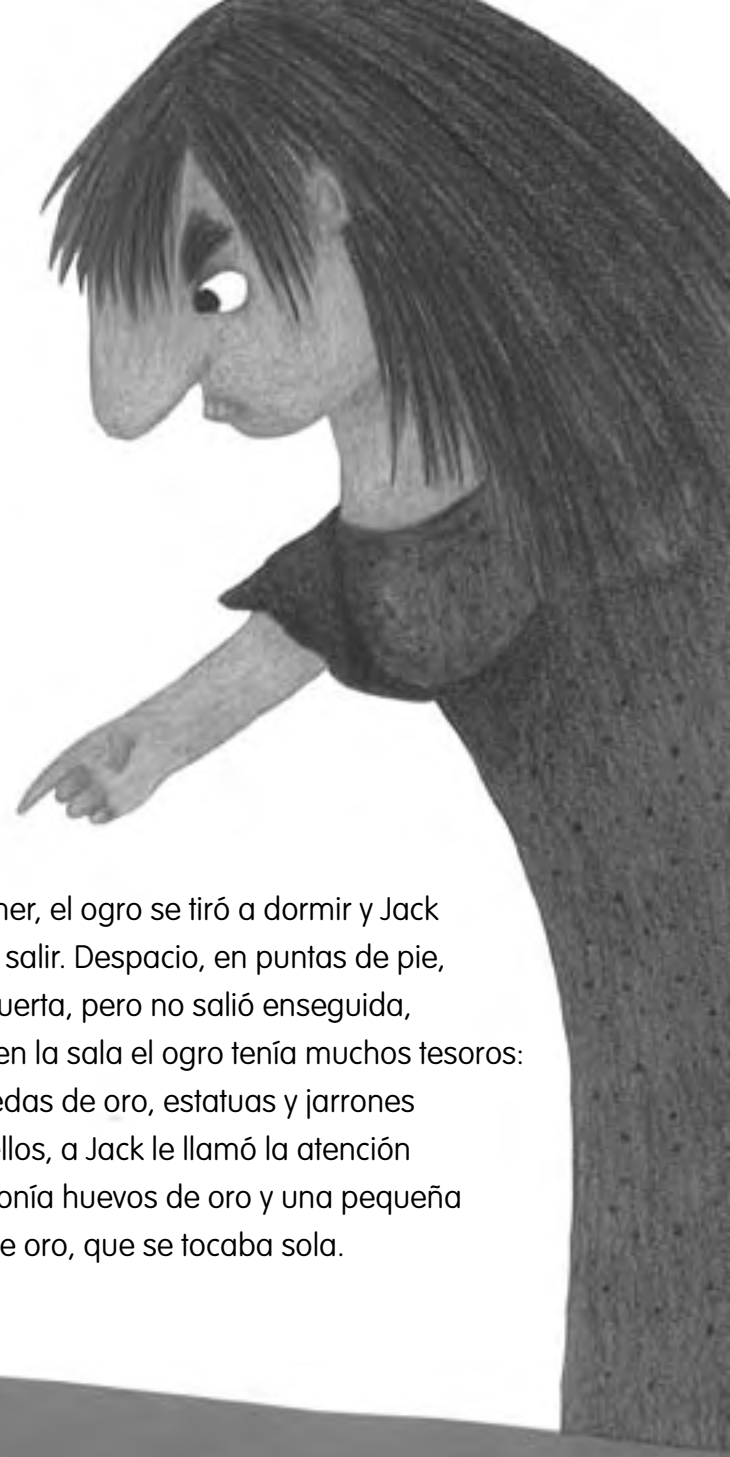 ner, el ogro se tiró a dormir y Jack
salir. Despacio, en puntas de pie,
uerta, pero no salió enseguida,
en la sala el ogro tenía muchos tesoros:
edas de oro, estatuas y jarrones
llos, a Jack le llamó la atención
onía huevos de oro y una pequeña
e oro, que se tocaba sola.